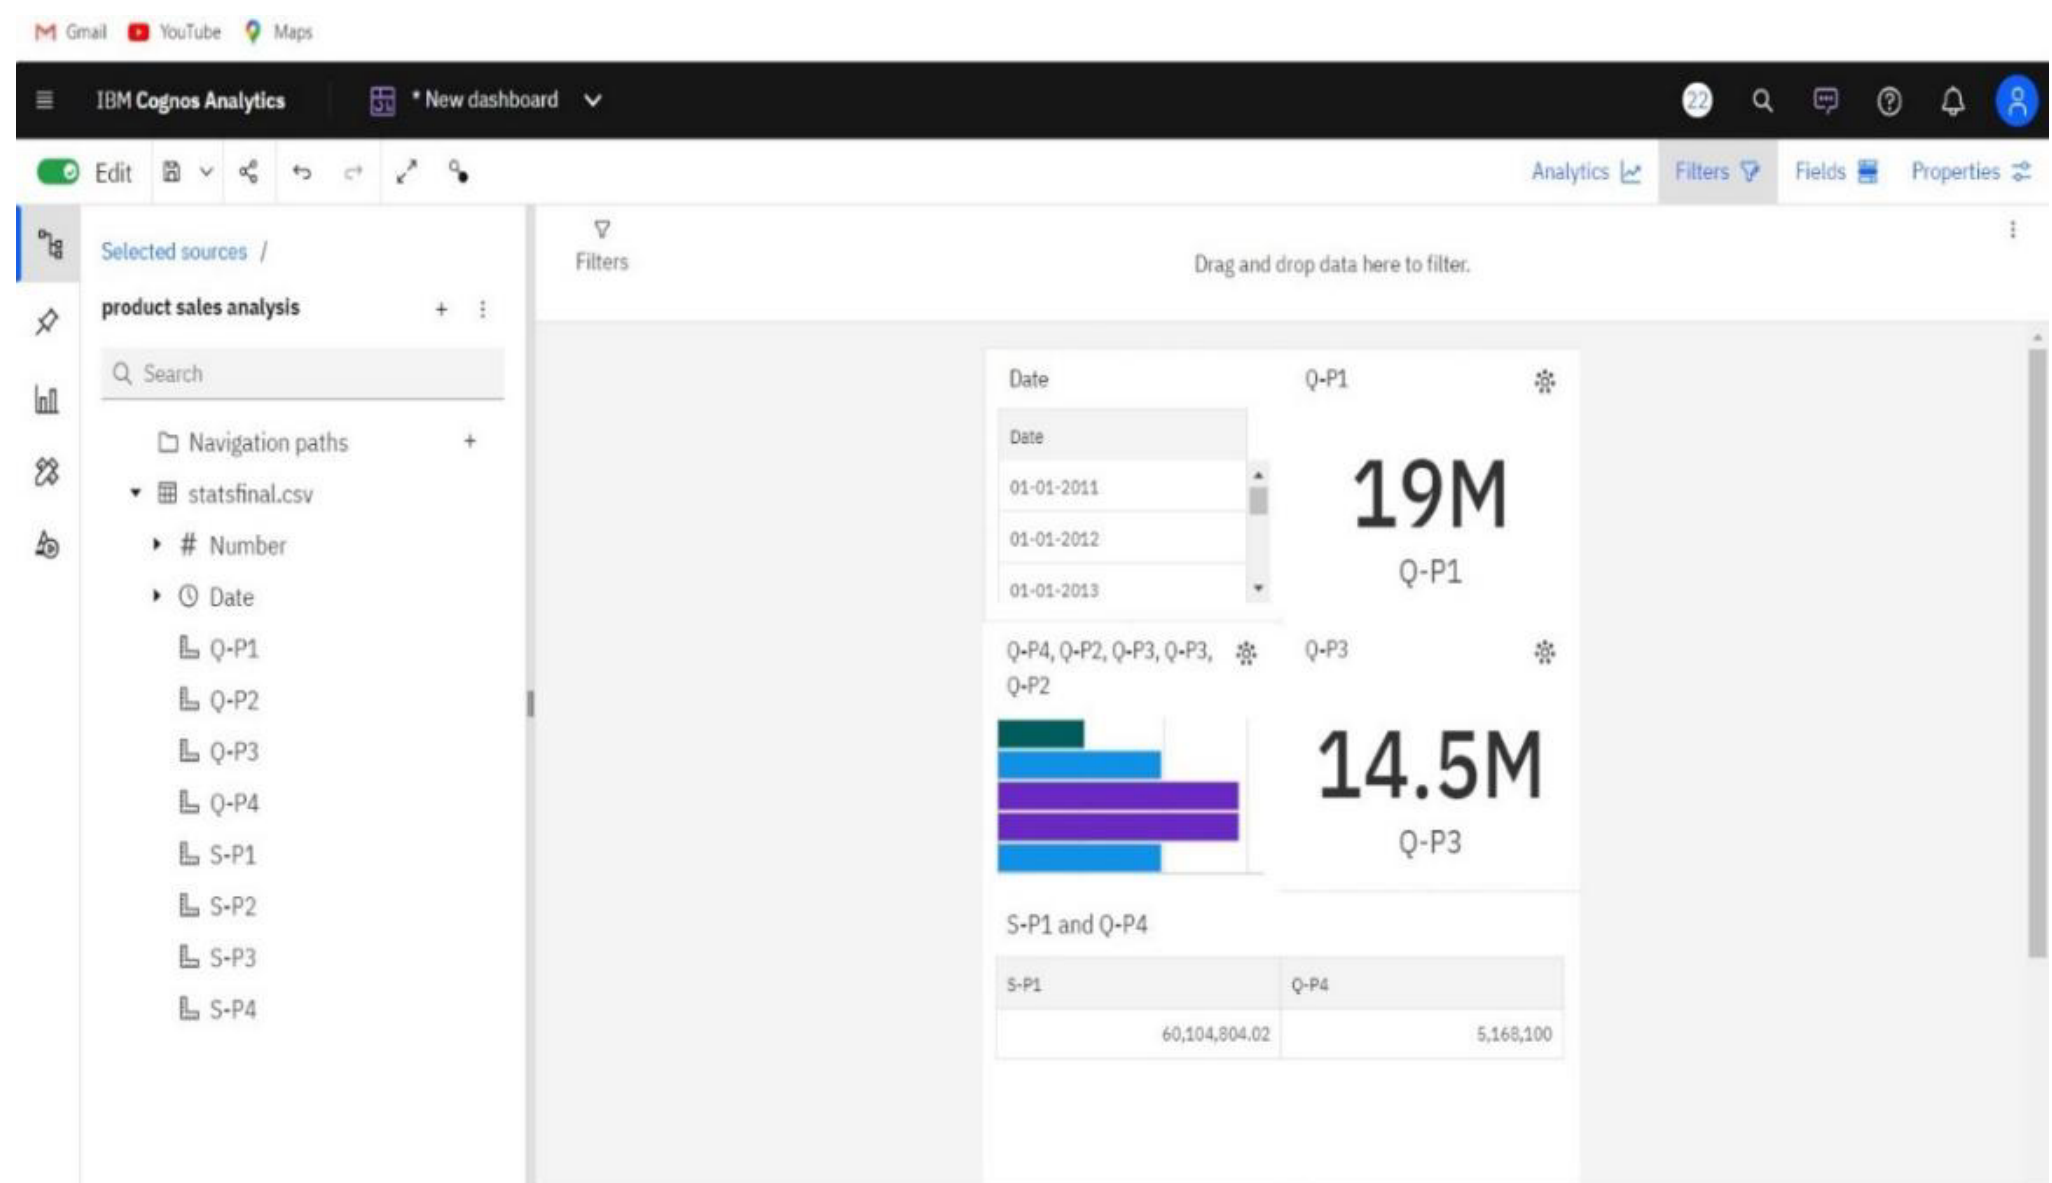 Gmail YouTube Maps
IBM Cognos Analytics * New dashboard 22
Edit Analytics Filters Fields Properties
Selected sources /
product sales analysis
Search
Navigation paths
statsfinal.csv
# Number
Date
Q-P1
Q-P2
Q-P3
Q-P4
S-P1
S-P2
S-P3
S-P4
Filters
Drag and drop data here to filter.
Date
Date
01-01-2011
01-01-2012
01-01-2013
Q-P1
19M
Q-P1
Q-P4, Q-P2, Q-P3, Q-P3,
Q-P2
Q-P3
14.5M
Q-P3
S-P1 and Q-P4
S-P1 Q-P4
60,104,804.02 5,168,100